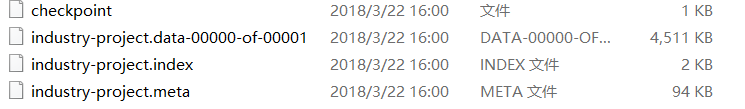 checkpoint 2018/3/22 16:00 文件 1 KB
industry-project.data-00000-of-00001 2018/3/22 16:00 DATA-00000-OF... 4,511 KB
industry-project.index 2018/3/22 16:00 INDEX 文件 2 KB
industry-project.meta 2018/3/22 16:00 META 文件 94 KB